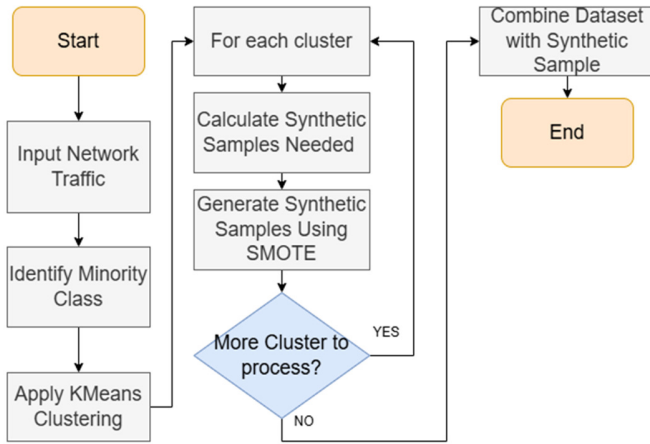 Start
Input Network
Traffic
Identify Minority
Class
Apply KMeans
Clustering
For each cluster
Calculate Synthetic
Samples Needed
Generate Synthetic
Samples Using
SMOTE
More Cluster to
process?
YES
NO
Combine Dataset
with Synthetic
Sample
End